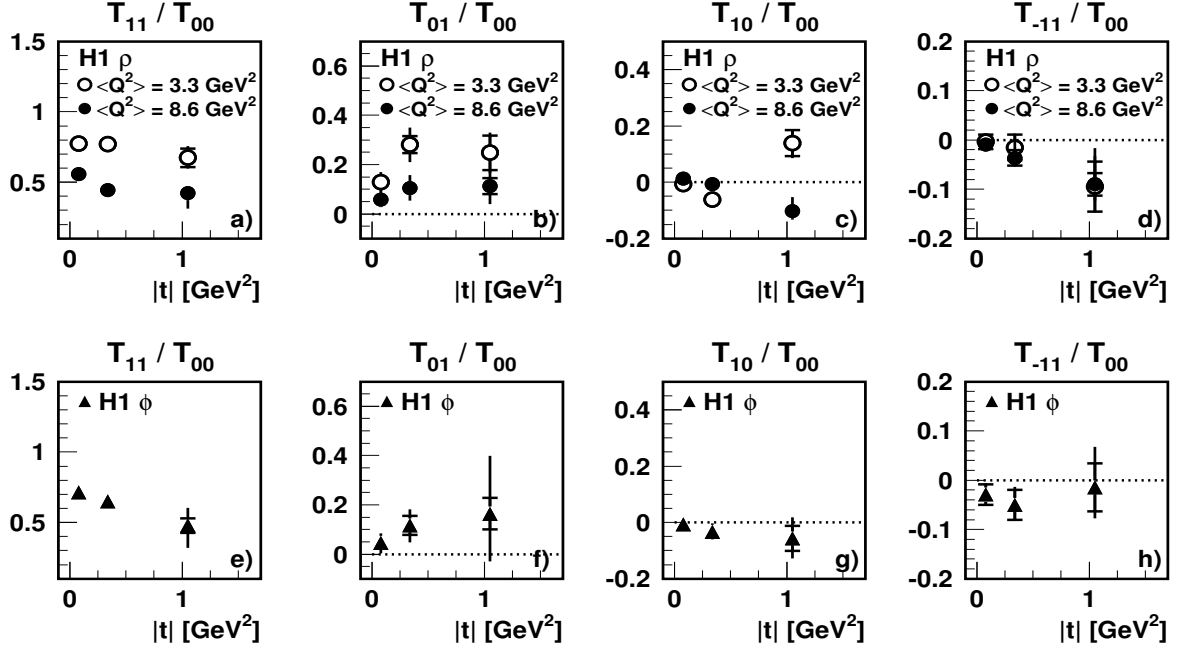 T₁₁ / T₀₀
H1 ρ
<Q²> = 3.3 GeV²
<Q²> = 8.6 GeV²
1.5
1
0.5
a)
0 1
|t| [GeV²]
T₀₁ / T₀₀
H1 ρ
<Q²> = 3.3 GeV²
<Q²> = 8.6 GeV²
0.6
0.4
0.2
0
b)
0 1
|t| [GeV²]
T₁₀ / T₀₀
H1 ρ
<Q²> = 3.3 GeV²
<Q²> = 8.6 GeV²
0.4
0.2
0
-0.2
c)
0 1
|t| [GeV²]
T₋₁₁ / T₀₀
H1 ρ
<Q²> = 3.3 GeV²
<Q²> = 8.6 GeV²
0.2
0.1
0
-0.1
-0.2
d)
0 1
|t| [GeV²]
T₁₁ / T₀₀
H1 ϕ
1.5
1
0.5
e)
0 1
|t| [GeV²]
T₀₁ / T₀₀
H1 ϕ
0.6
0.4
0.2
0
f)
0 1
|t| [GeV²]
T₁₀ / T₀₀
H1 ϕ
0.4
0.2
0
-0.2
g)
0 1
|t| [GeV²]
T₋₁₁ / T₀₀
H1 ϕ
0.2
0.1
0
-0.1
-0.2
h)
0 1
|t| [GeV²]